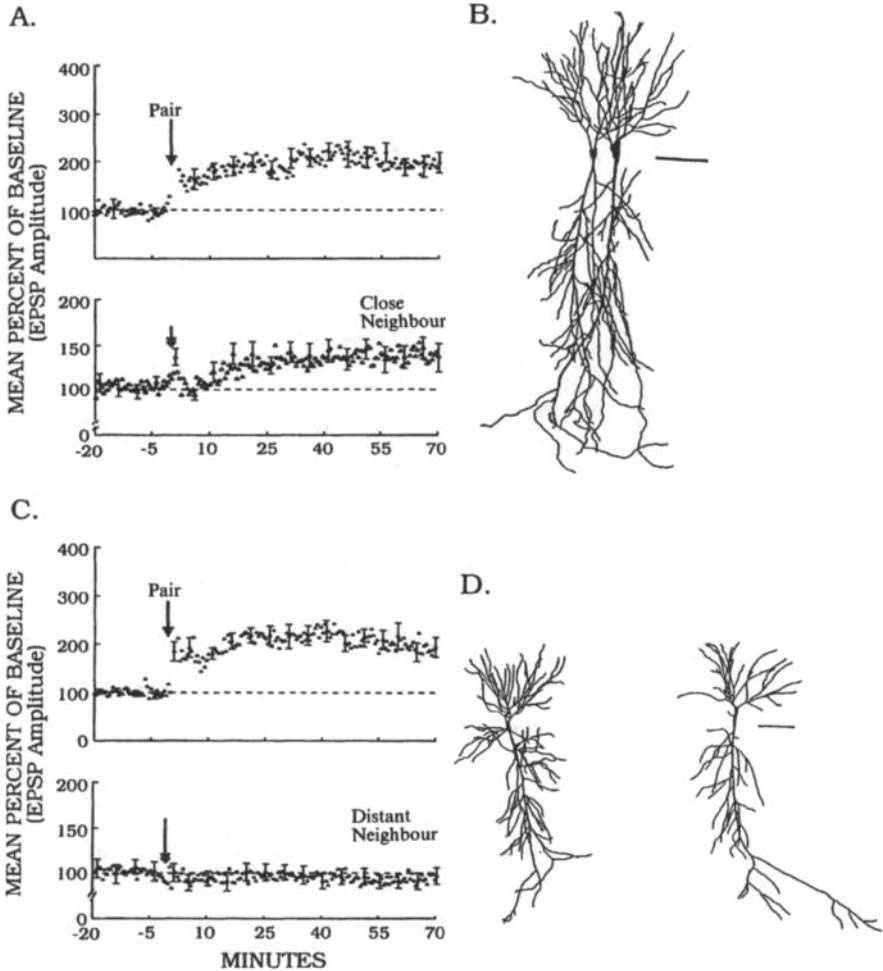 A.
MEAN PERCENT OF BASELINE
(EPSP Amplitude)
400
300
200
100
Pair
200
150
100
0
Close
Neighbour
-20
-5
10
25
40
55
70
B.
C.
MEAN PERCENT OF BASELINE
(EPSP Amplitude)
400
300
200
100
0
Pair
200
150
100
0
Distant
Neighbour
-20
-5
10
25
40
55
70
MINUTES
D.